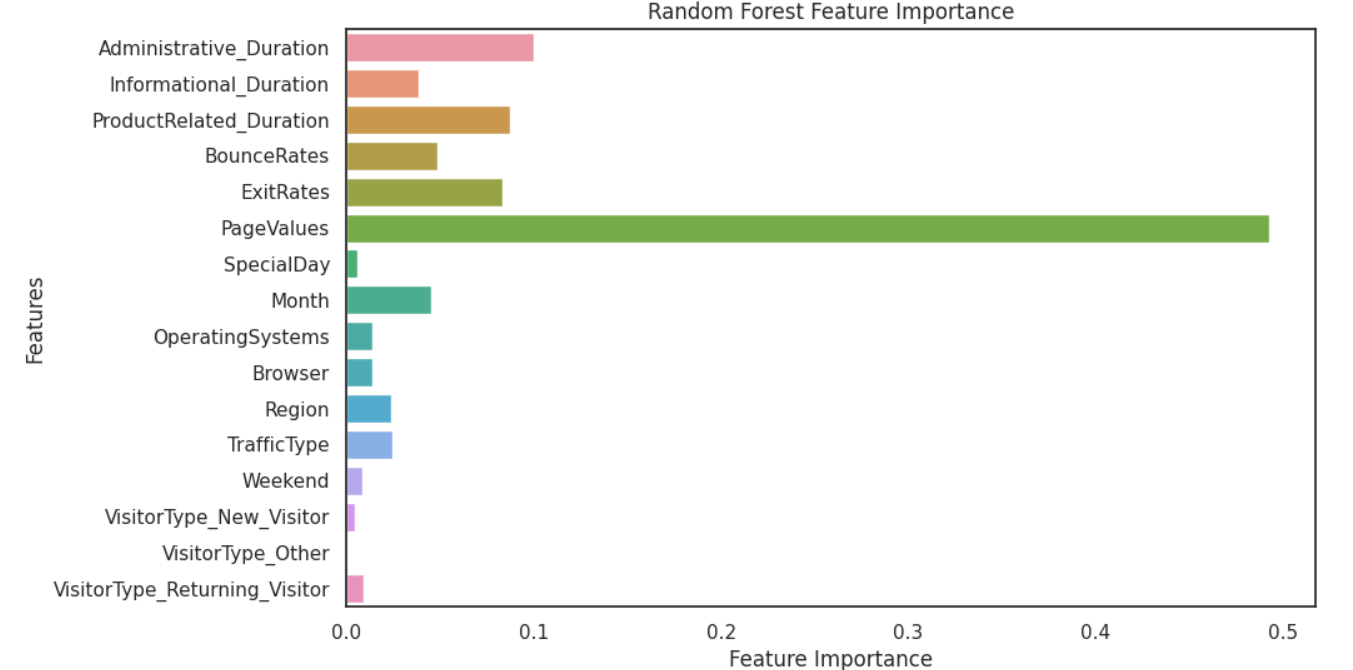 Random Forest Feature Importance
Features
Administrative_Duration
Informational_Duration
ProductRelated_Duration
BounceRates
ExitRates
PageValues
SpecialDay
Month
OperatingSystems
Browser
Region
TrafficType
Weekend
VisitorType_New_Visitor
VisitorType_Other
VisitorType_Returning_Visitor
0.0 0.1 0.2 0.3 0.4 0.5
Feature Importance